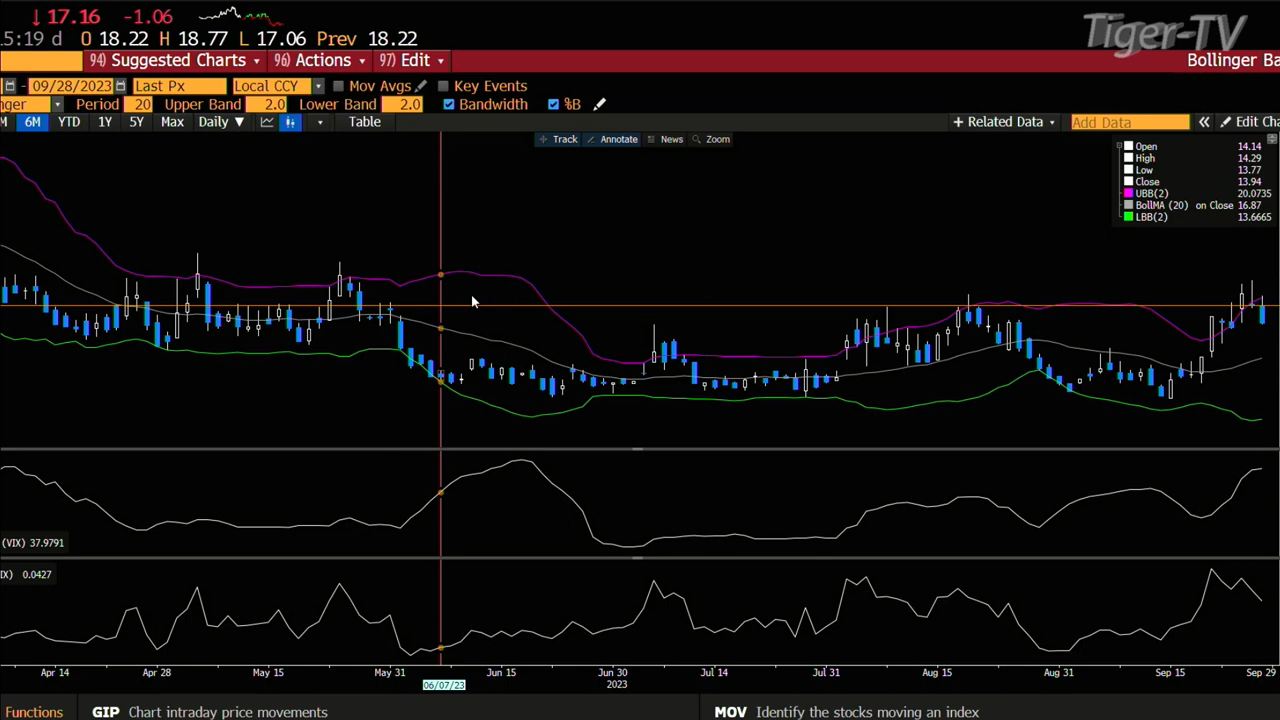 ↓17.16 -1.06
5:19 d O 18.22 H 18.77 L 17.06 Prev 18.22
Tiger-TV
94) Suggested Charts 96) Actions 97) Edit Bollinger Ba
- 09/28/2023 Last Px Local CCY Mov Avgs Key Events
nger Period 20 Upper Band 2.0 Lower Band 2.0 Bandwidth %B
M 6M YTD 1Y 5Y Max Daily ▼ Table + Related Data Add Data « Edit Cha
Track Annotate News Zoom
Open 14.14
High 14.29
Low 13.77
Close 13.94
UBB(2) 20.0735
BollMA (20) on Close 16.87
LBB(2) 13.6665
(VIX) 37.9791
IX) 0.0427
Apr 14 Apr 28 May 15 May 31 06/07/23 Jun 15 Jun 30 Jul 14 Jul 31 Aug 15 Aug 31 Sep 15 Sep 29
2023
Functions GIP Chart intraday price movements MOV Identify the stocks moving an index